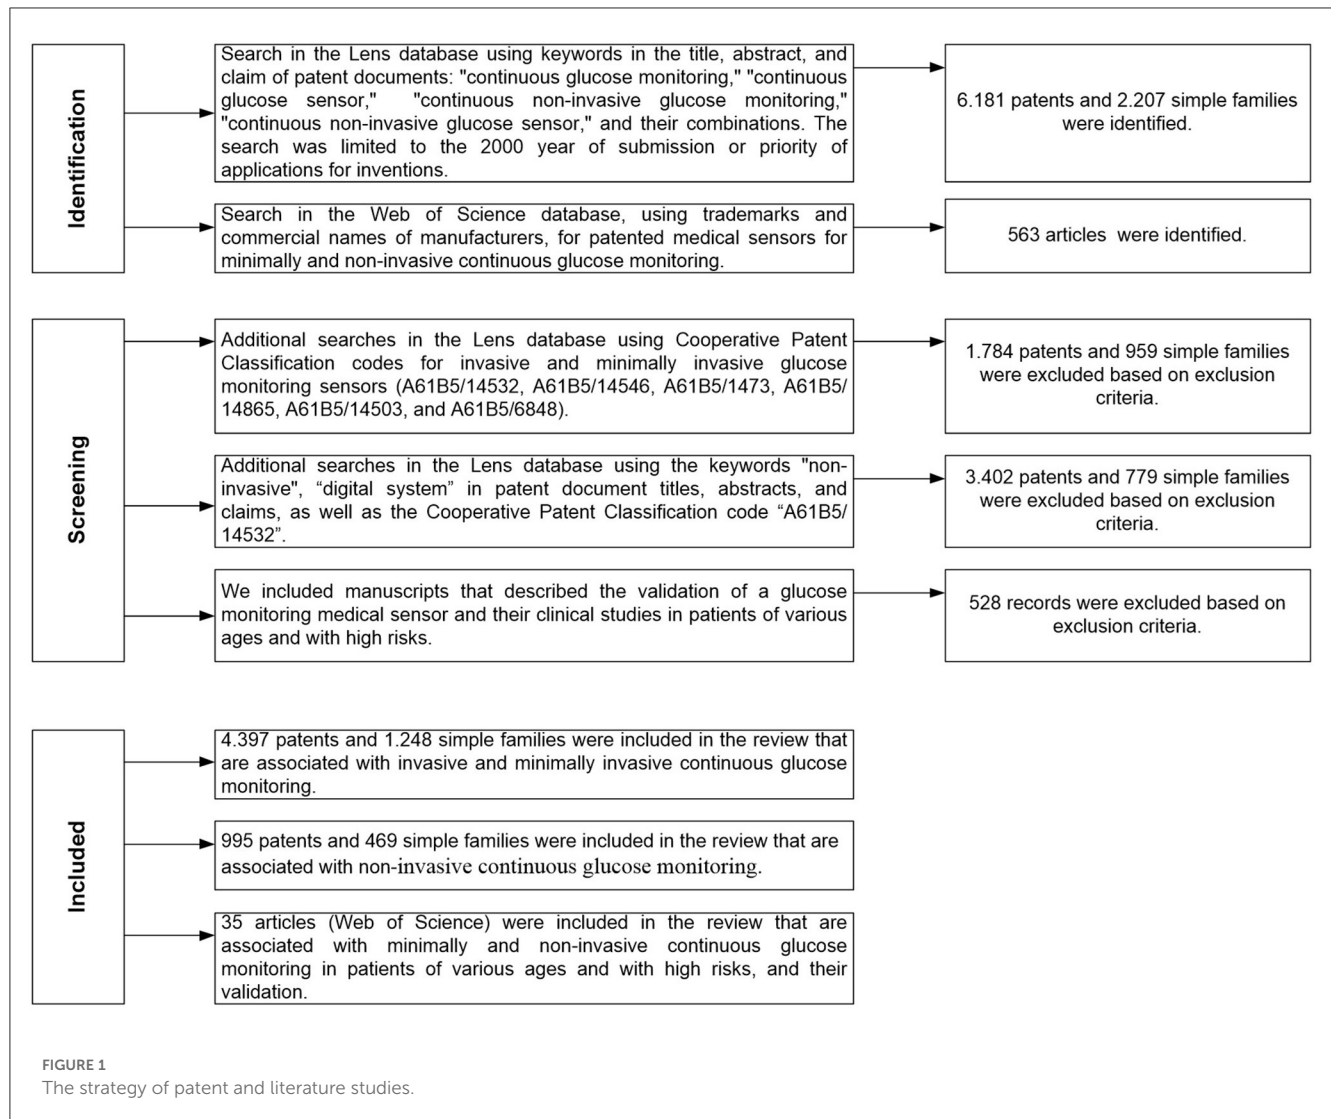 Identification
Search in the Lens database using keywords in the title, abstract, and
claim of patent documents: "continuous glucose monitoring," "continuous
glucose sensor," "continuous non-invasive glucose monitoring,"
"continuous non-invasive glucose sensor," and their combinations. The
search was limited to the 2000 year of submission or priority of
applications for inventions.
6.181 patents and 2.207 simple families
were identified.
Search in the Web of Science database, using trademarks and
commercial names of manufacturers, for patented medical sensors for
minimally and non-invasive continuous glucose monitoring.
563 articles were identified.
Screening
Additional searches in the Lens database using Cooperative Patent
Classification codes for invasive and minimally invasive glucose
monitoring sensors (A61B5/14532, A61B5/14546, A61B5/1473, A61B5/
14865, A61B5/14503, and A61B5/6848).
1.784 patents and 959 simple families
were excluded based on exclusion
criteria.
Additional searches in the Lens database using the keywords "non-
invasive", “digital system” in patent document titles, abstracts, and
claims, as well as the Cooperative Patent Classification code “A61B5/
14532”.
3.402 patents and 779 simple families
were excluded based on exclusion
criteria.
We included manuscripts that described the validation of a glucose
monitoring medical sensor and their clinical studies in patients of various
ages and with high risks.
528 records were excluded based on
exclusion criteria.
Included
4.397 patents and 1.248 simple families were included in the review that
are associated with invasive and minimally invasive continuous glucose
monitoring.
995 patents and 469 simple families were included in the review that are
associated with non-invasive continuous glucose monitoring.
35 articles (Web of Science) were included in the review that are
associated with minimally and non-invasive continuous glucose
monitoring in patients of various ages and with high risks, and their
validation.
FIGURE 1
The strategy of patent and literature studies.